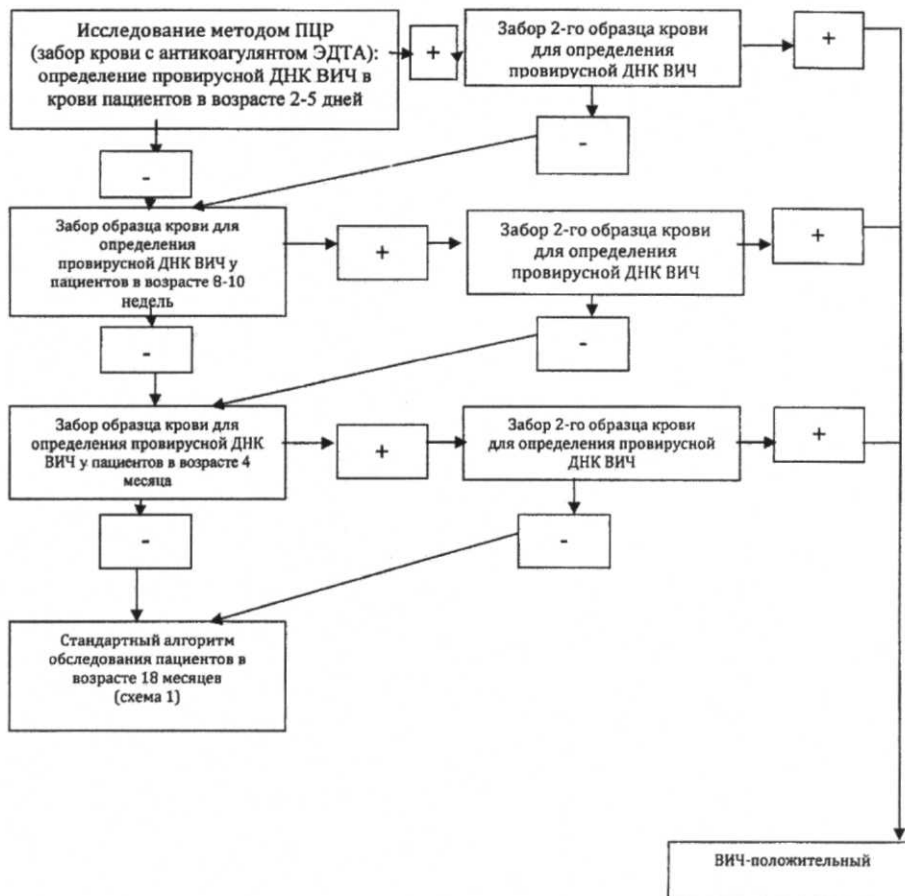 Исследование методом ПЦР
(забор крови с антикоагулянтом ЭДТА):
определение провирусной ДНК ВИЧ в
крови пациентов в возрасте 2-5 дней
+
Забор 2-го образца крови
для определения
провирусной ДНК ВИЧ
+
-
-
Забор образца крови для
определения
провирусной ДНК ВИЧ у
пациентов в возрасте 8-10
недель
+
Забор 2-го образца крови
для определения
провирусной ДНК ВИЧ
+
-
-
Забор образца крови для
определения провирусной ДНК
ВИЧ у пациентов в возрасте 4
месяца
+
Забор 2-го образца крови
для определения провирусной
ДНК ВИЧ
+
-
-
Стандартный алгоритм
обследования пациентов в
возрасте 18 месяцев
(схема 1)
ВИЧ-положительный